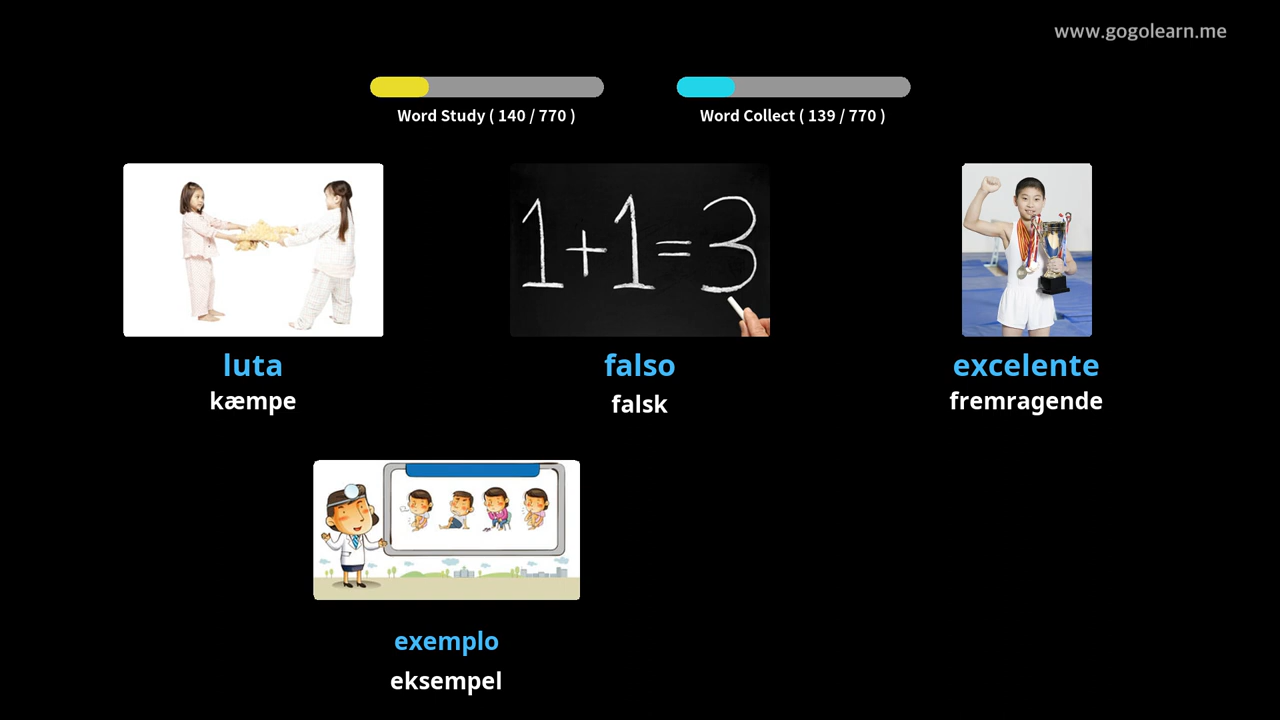 www.gogolearn.me
Word Study ( 140 / 770 )
Word Collect ( 139 / 770 )
1+1=3
luta
falso
excelente
kæmpe
falsk
fremragende
exemplo
eksempel